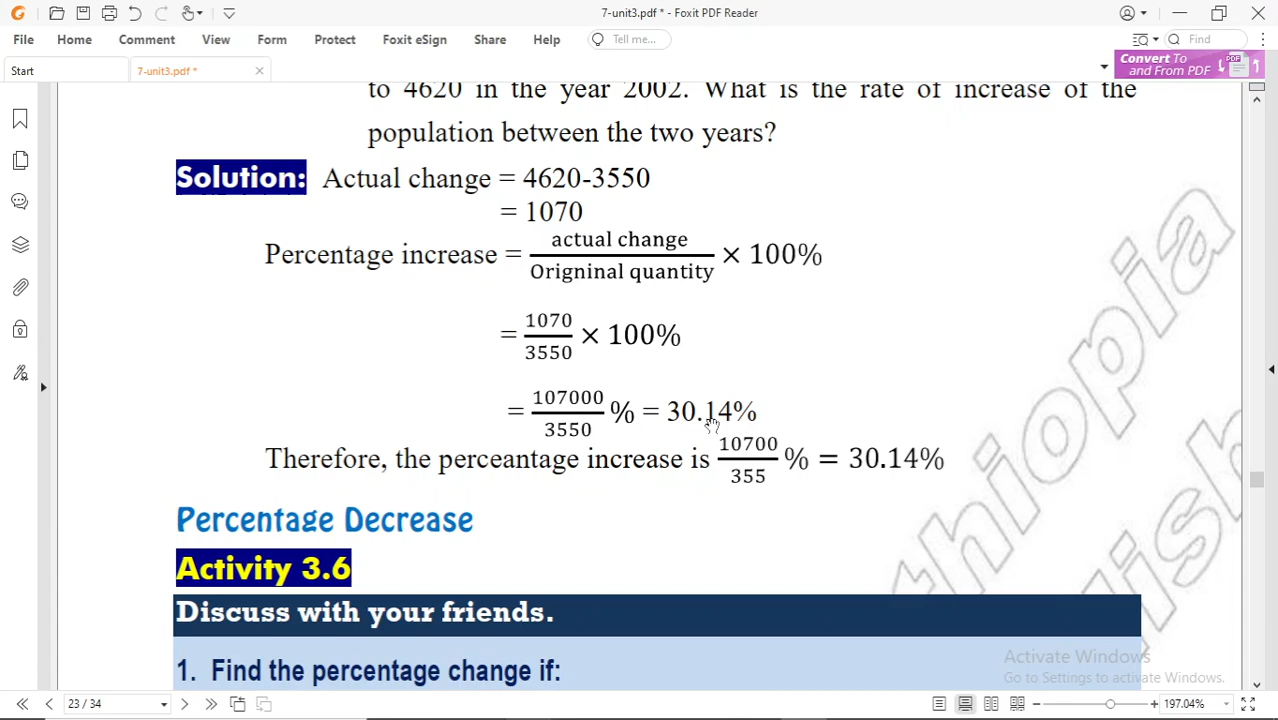 7-unit3.pdf * - Foxit PDF Reader
File Home Comment View Form Protect Foxit eSign Share Help Tell me... Find
Start 7-unit3.pdf * Convert To and From PDF PDF
to 4620 in the year 2002. What is the rate of increase of the
population between the two years?
Solution: Actual change = 4620-3550
= 1070
Percentage increase = actual change / Origninal quantity × 100%
= 1070/3550 × 100%
= 107000/3550 % = 30.14%
Therefore, the perceantage increase is 10700/355 % = 30.14%
Percentage Decrease
Activity 3.6
Discuss with your friends.
1. Find the percentage change if:
Activate Windows
Go to Settings to activate Windows.
23 / 34 197.04%